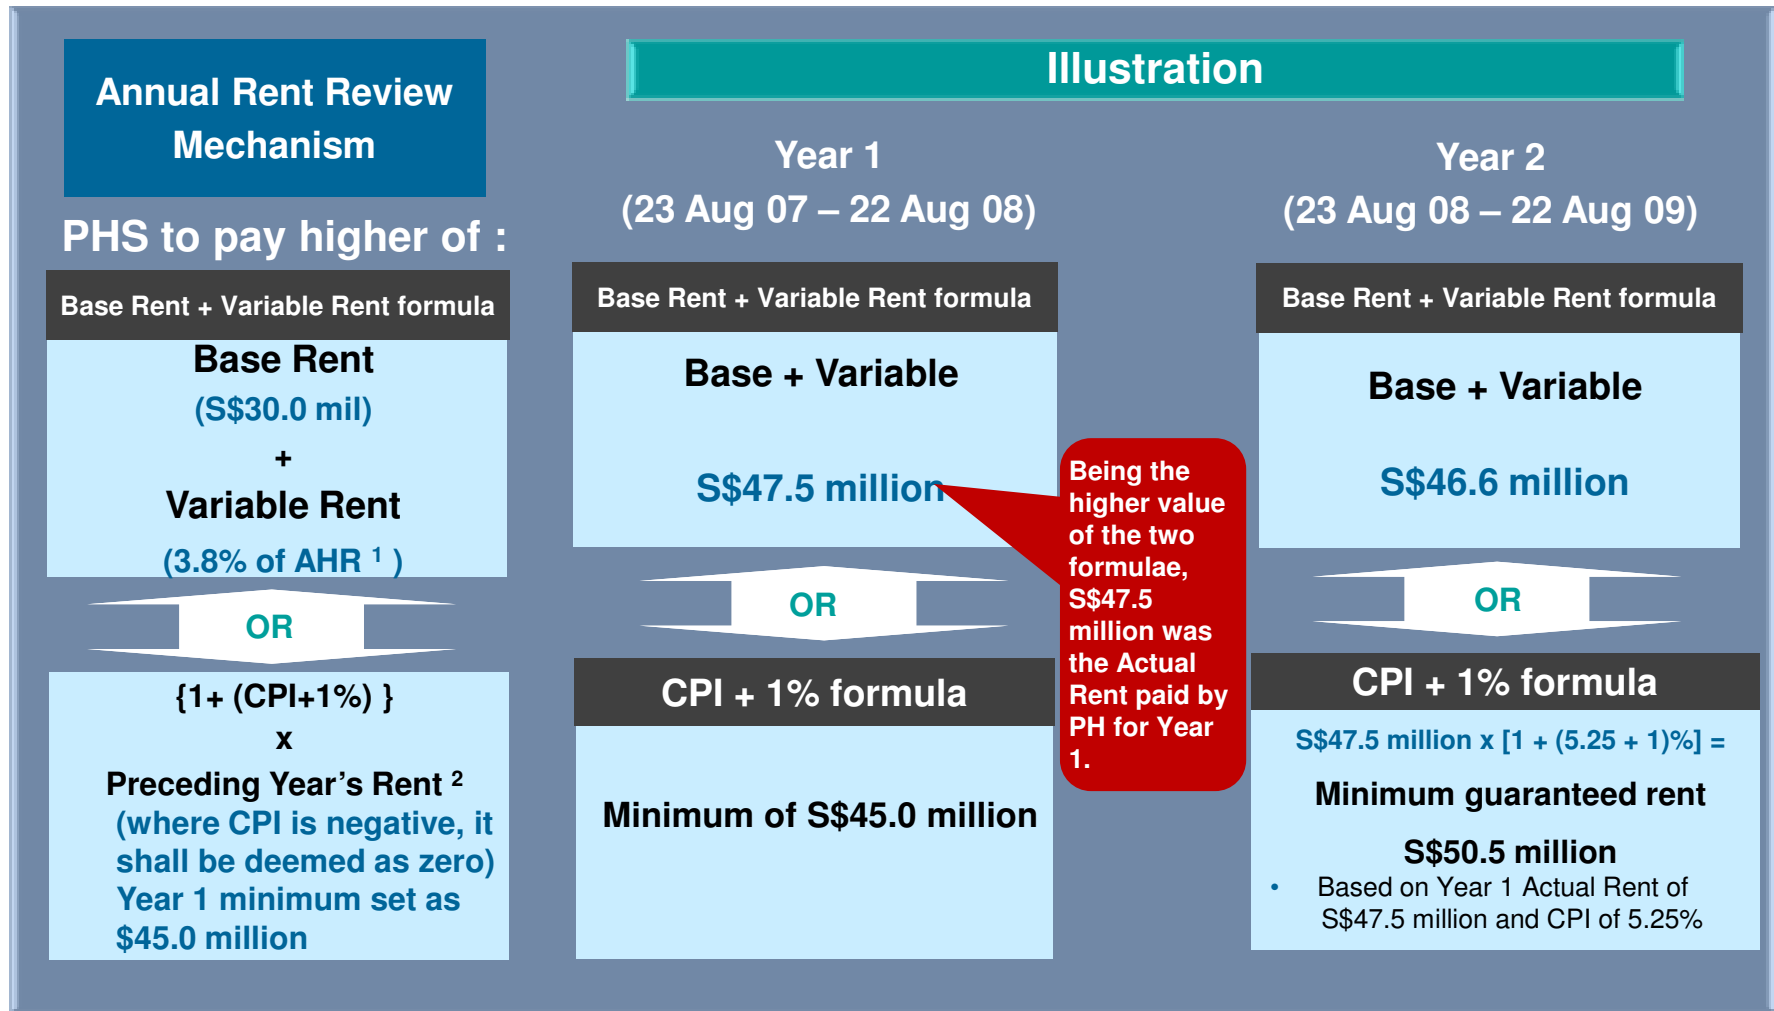 Annual Rent Review
Mechanism
PHS to pay higher of :
Base Rent + Variable Rent formula
Base Rent
(S$30.0 mil)
+
Variable Rent
(3.8% of AHR ¹ )
OR
{1+ (CPI+1%) }
x
Preceding Year’s Rent ²
(where CPI is negative, it
shall be deemed as zero)
Year 1 minimum set as
$45.0 million
Illustration
Year 1
(23 Aug 07 – 22 Aug 08)
Base Rent + Variable Rent formula
Base + Variable
S$47.5 million
OR
CPI + 1% formula
Minimum of S$45.0 million
Being the
higher value
of the two
formulae,
S$47.5
million was
the Actual
Rent paid by
PH for Year
1.
Year 2
(23 Aug 08 – 22 Aug 09)
Base Rent + Variable Rent formula
Base + Variable
S$46.6 million
OR
CPI + 1% formula
S$47.5 million x [1 + (5.25 + 1)%] =
Minimum guaranteed rent
S$50.5 million
• Based on Year 1 Actual Rent of
S$47.5 million and CPI of 5.25%